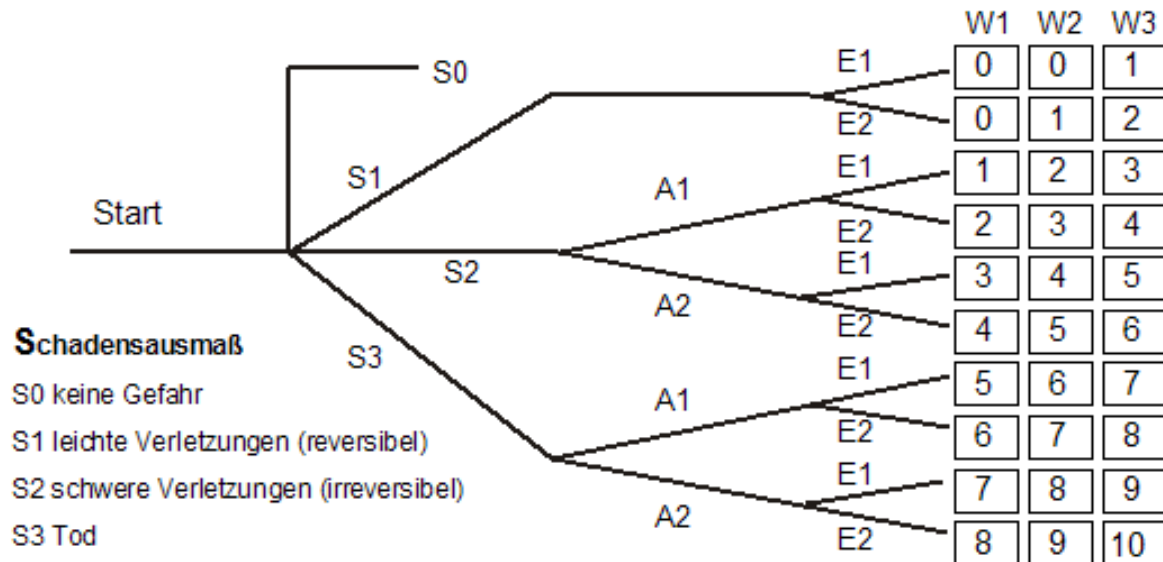 W1 W2 W3
E1 0 0 1
S0
E2 0 1 2
S1
E1 1 2 3
A1
Start
E2 2 3 4
S2
E1 3 4 5
A2
E2 4 5 6
Schadensausmaß
S3
E1 5 6 7
S0 keine Gefahr
A1
E2 6 7 8
S1 leichte Verletzungen (reversibel)
E1 7 8 9
S2 schwere Verletzungen (irreversibel)
A2
S3 Tod
E2 8 9 10